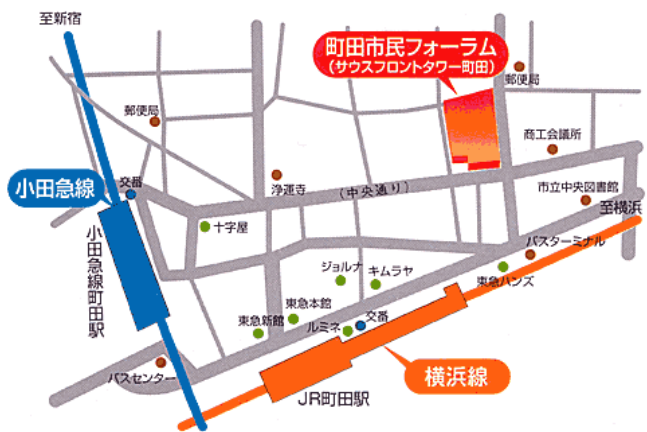 至新宿
町田市民フォーラム
(サウスフロントタワー町田)
郵便局
郵便局
商工会議所
小田急線
交番
浄運寺
(中央通り)
市立中央図書館
至横浜
十字屋
小田急線町田駅
バスターミナル
ジョルナ
キムラヤ
東急ハンズ
東急本館
東急新館
ルミネ
交番
バスセンター
横浜線
JR町田駅